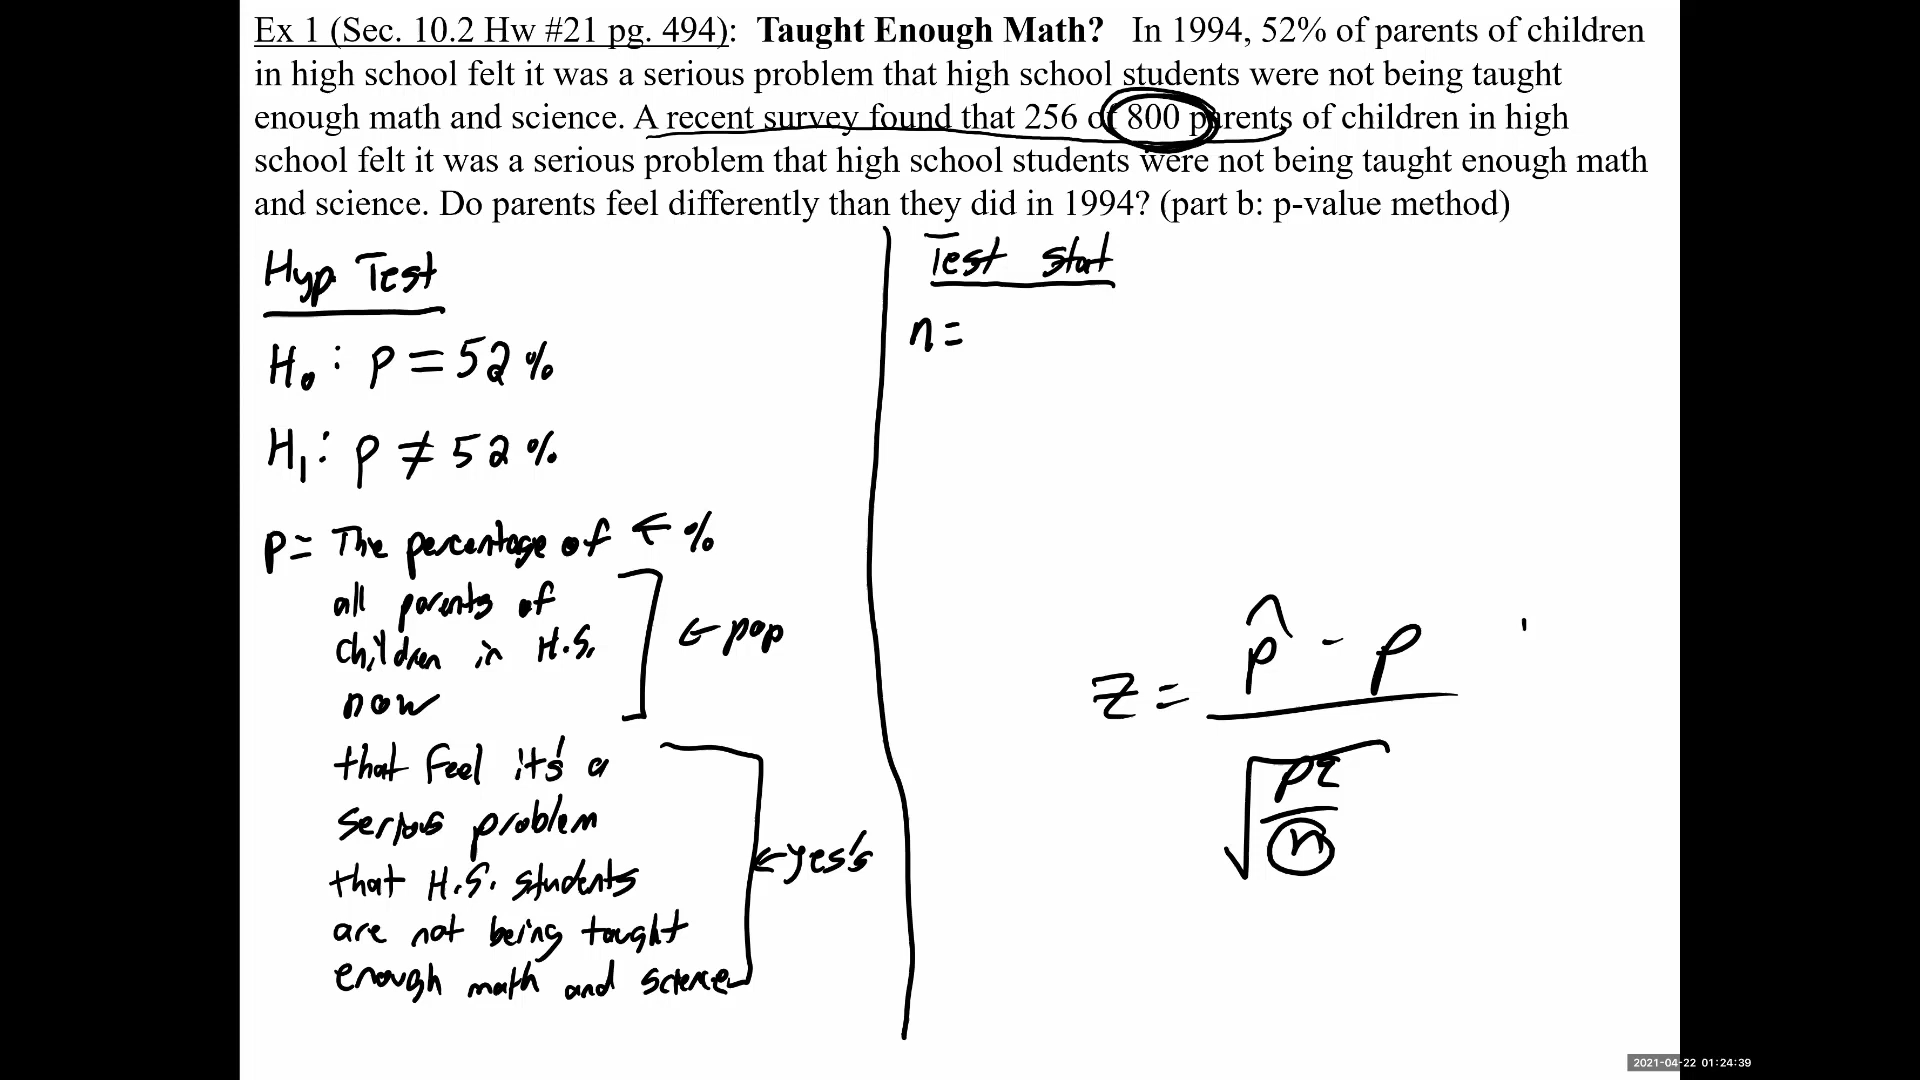 Ex 1 (Sec. 10.2 Hw #21 pg. 494): Taught Enough Math? In 1994, 52% of parents of children
in high school felt it was a serious problem that high school students were not being taught
enough math and science. A recent survey found that 256 of 800 parents of children in high
school felt it was a serious problem that high school students were not being taught enough math
and science. Do parents feel differently than they did in 1994? (part b: p-value method)
Hyp Test
H₀: p = 52%
H₁: p ≠ 52%
p = The percentage of ← %
all parents of
children in H.S.
now
← pop
that feel it's a
serious problem
that H.S. students
are not being taught
enough math and science
← yes's
Test stat
n =
z = (p̂ - p) / √(pq/n)
2021-04-22 01:24:39